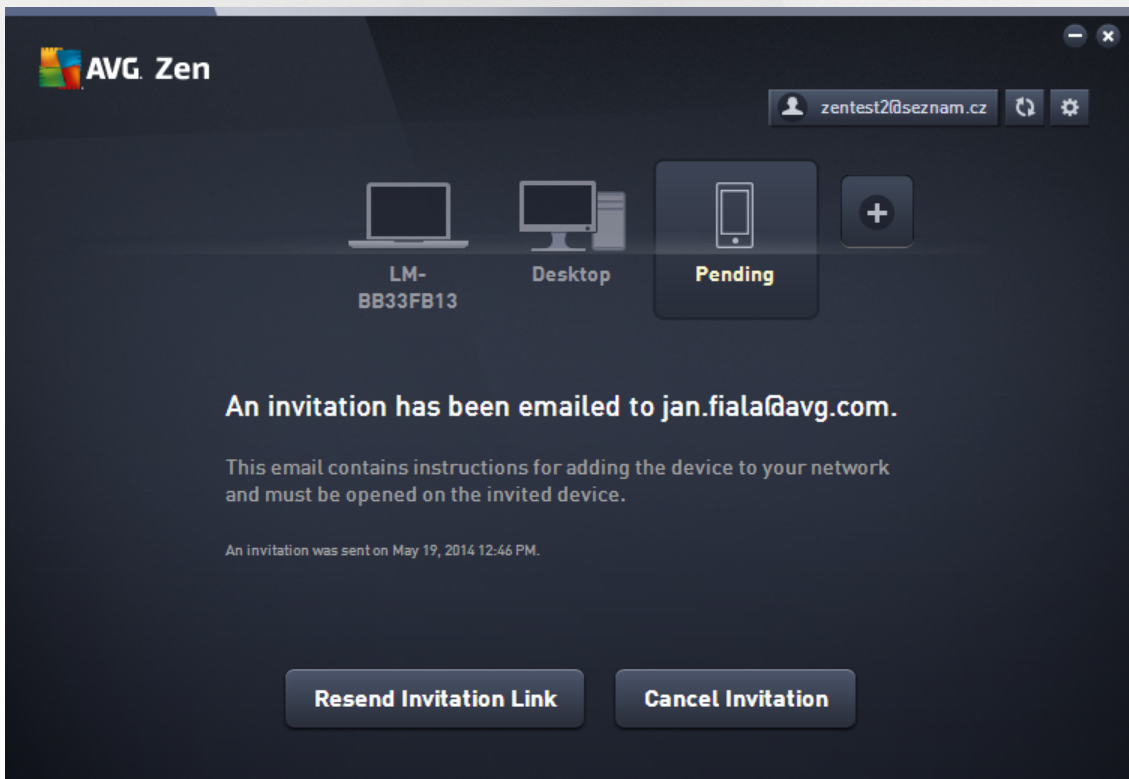 AVG. Zen
zentest2@seznam.cz
LM-
BB33FB13
Desktop
Pending
An invitation has been emailed to jan.fiala@avg.com.
This email contains instructions for adding the device to your network
and must be opened on the invited device.
An invitation was sent on May 19, 2014 12:46 PM.
Resend Invitation Link
Cancel Invitation